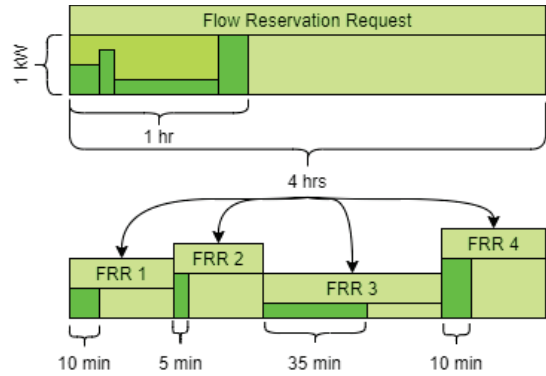 Flow Reservation Request
1 kW
1 hr
4 hrs
FRR 1
FRR 2
FRR 3
FRR 4
10 min
5 min
35 min
10 min